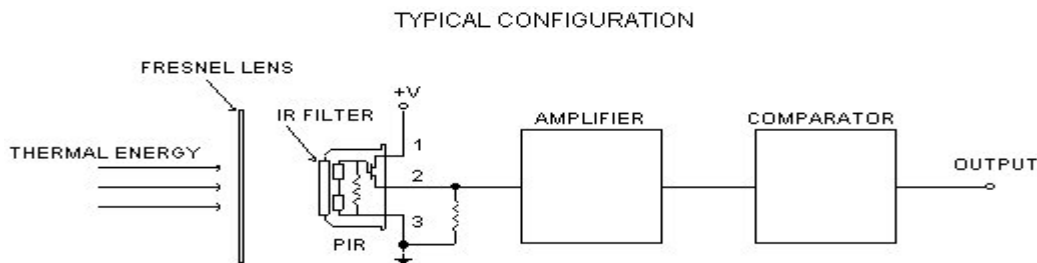 TYPICAL CONFIGURATION
FRESNEL LENS
+V
IR FILTER
1
AMPLIFIER
COMPARATOR
THERMAL ENERGY
2
OUTPUT
3
PIR